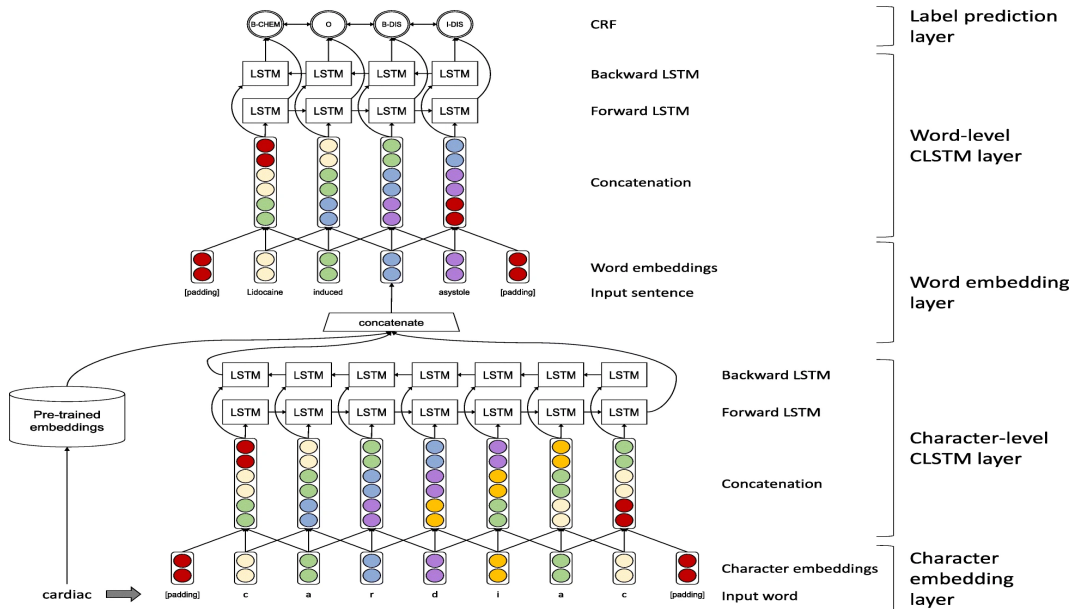 B-CHEM O B-DIS I-DIS CRF Label prediction
layer
LSTM LSTM LSTM LSTM Backward LSTM
LSTM LSTM LSTM LSTM Forward LSTM
Word-level
CLSTM layer
Concatenation
Word embeddings
[padding] Lidocaine induced asystole [padding] Input sentence
Word embedding
layer
concatenate
LSTM LSTM LSTM LSTM LSTM LSTM LSTM Backward LSTM
LSTM LSTM LSTM LSTM LSTM LSTM LSTM Forward LSTM
Pre-trained
embeddings
Character-level
CLSTM layer
Concatenation
Character embeddings
Character
embedding
layer
cardiac [padding] c a r d i a c [padding] Input word